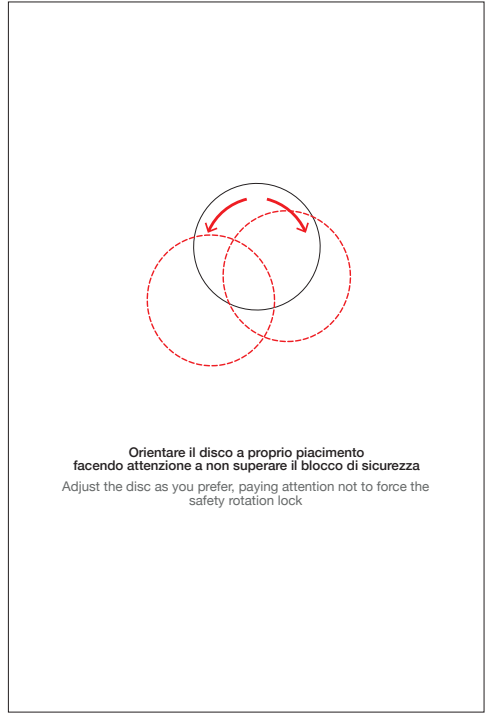 Orientare il disco a proprio piacimento
facendo attenzione a non superare il blocco di sicurezza
Adjust the disc as you prefer, paying attention not to force the
safety rotation lock